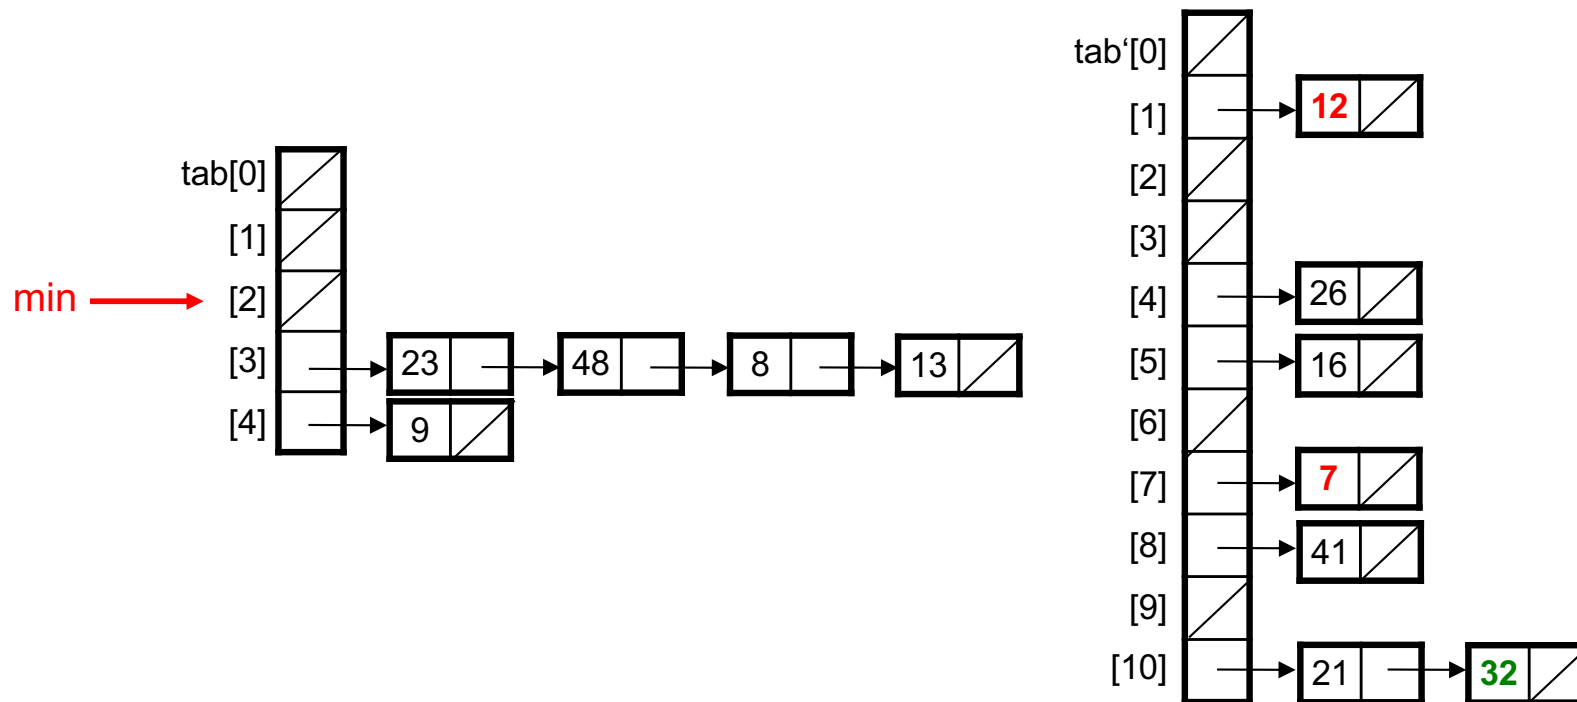 tab[0]
[1]
min [2]
[3] 23 48 8 13
[4] 9
tab‘[0]
[1] 12
[2]
[3]
[4] 26
[5] 16
[6]
[7] 7
[8] 41
[9]
[10] 21 32